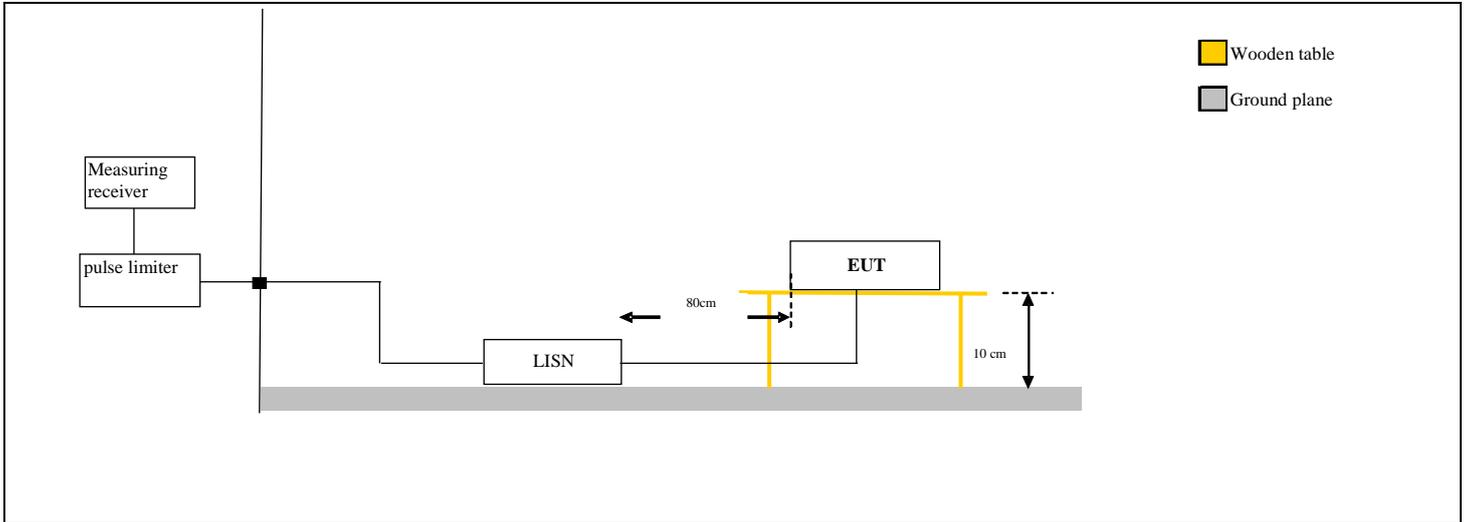 Wooden table
Ground plane
Measuring
receiver
pulse limiter
EUT
80cm
10 cm
LISN